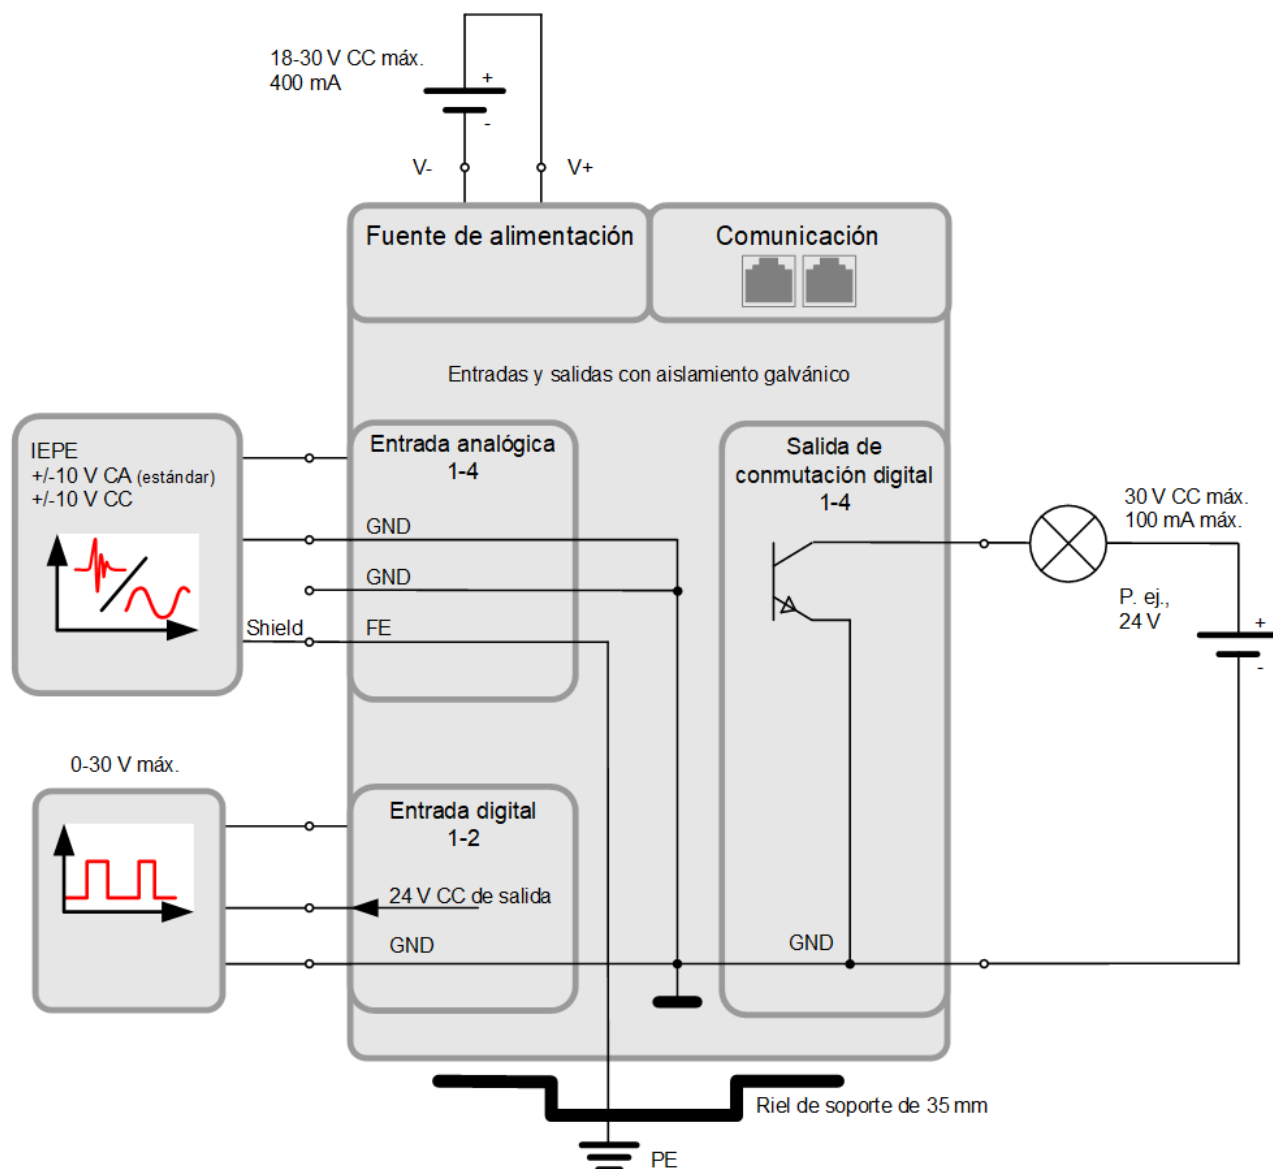 18-30 V CC máx.
400 mA
+
-
V-
V+
Fuente de alimentación
Comunicación
Entradas y salidas con aislamiento galvánico
IEPE
+/-10 V CA (estándar)
+/-10 V CC
Shield
Entrada analógica
1-4
GND
GND
FE
Salida de
conmutación digital
1-4
GND
30 V CC máx.
100 mA máx.
P. ej.,
24 V
+
-
0-30 V máx.
Entrada digital
1-2
24 V CC de salida
GND
Riel de soporte de 35 mm
PE